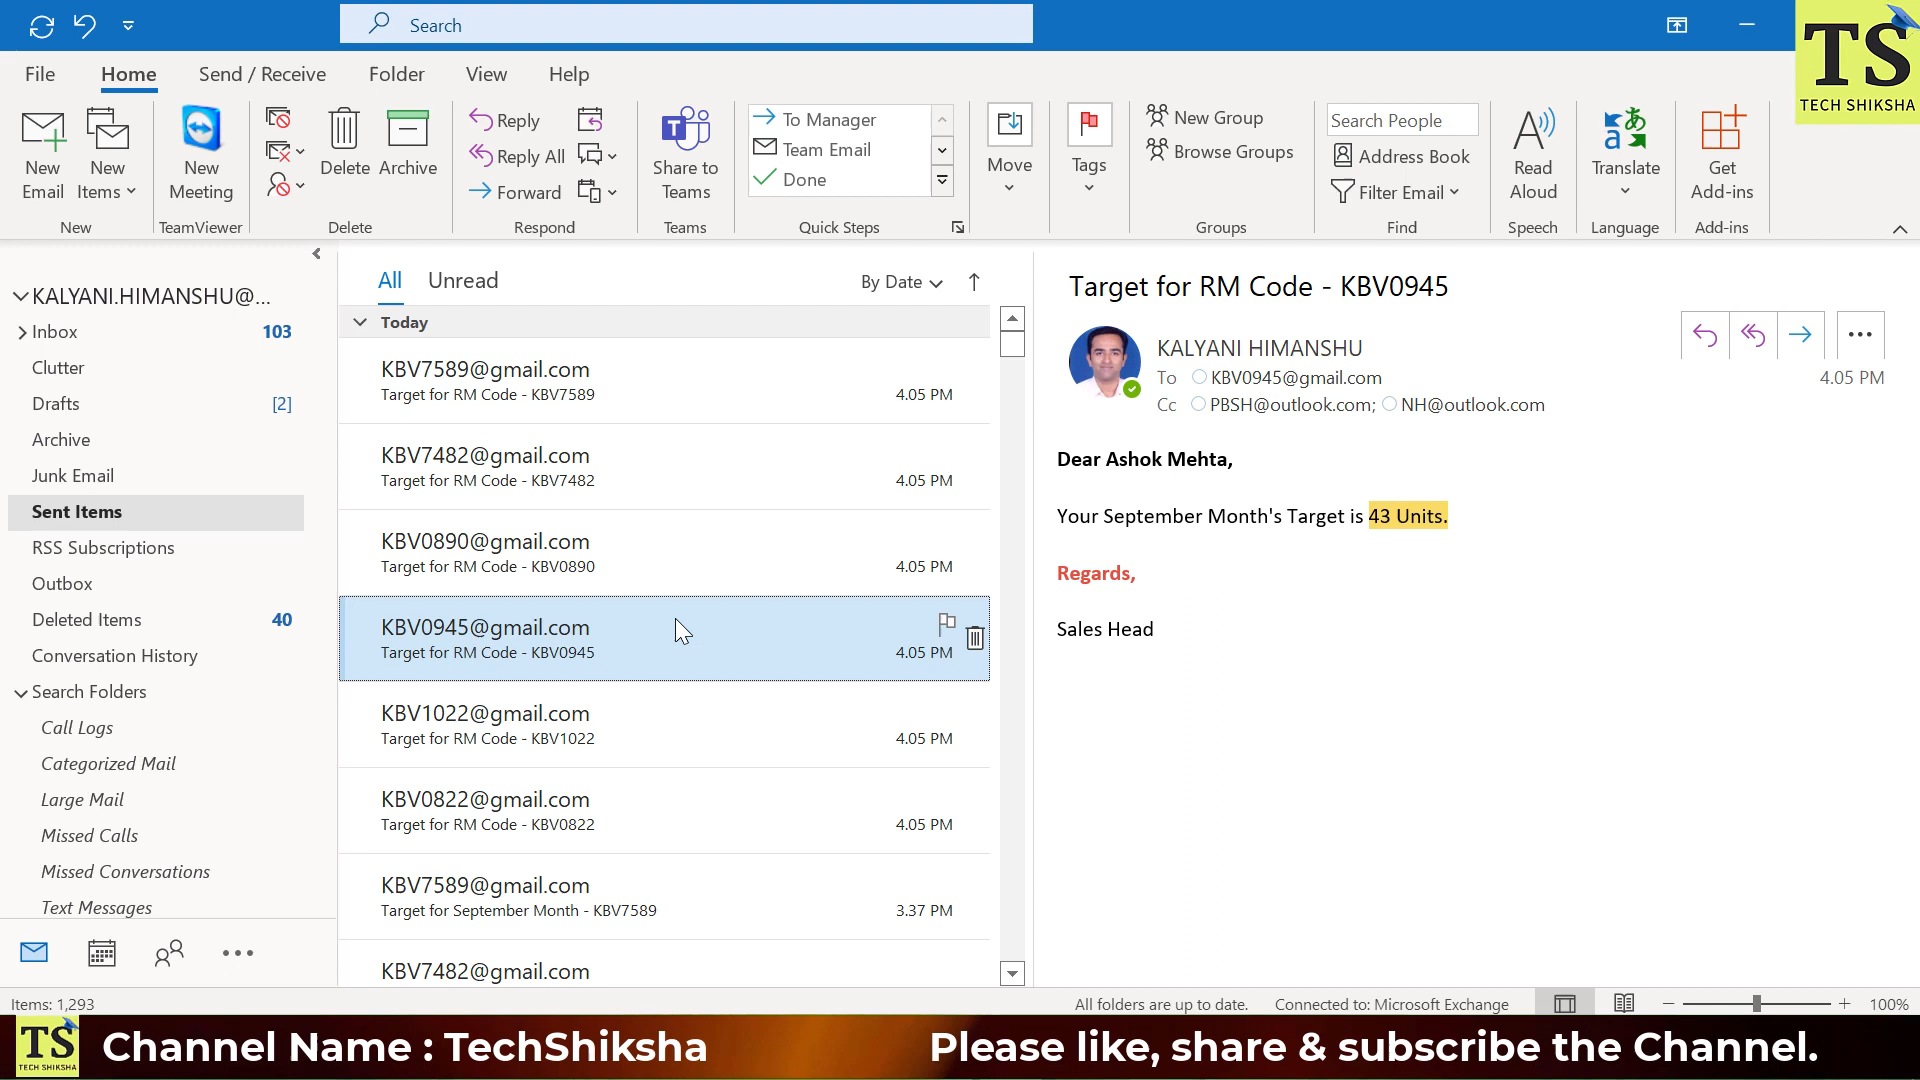 Search
TS
TECH SHIKSHA
File Home Send / Receive Folder View Help
New Email
New Items
New
New Meeting
TeamViewer
Delete
Archive
Delete
Reply
Reply All
Forward
Respond
Share to Teams
Teams
To Manager
Team Email
Done
Quick Steps
Move
Tags
New Group
Browse Groups
Groups
Search People
Address Book
Filter Email
Find
Read Aloud
Speech
Translate
Language
Get Add-ins
Add-ins
KALYANI.HIMANSHU@...
Inbox 103
Clutter
Drafts [2]
Archive
Junk Email
Sent Items
RSS Subscriptions
Outbox
Deleted Items 40
Conversation History
Search Folders
Call Logs
Categorized Mail
Large Mail
Missed Calls
Missed Conversations
Text Messages
All Unread By Date
Today
KBV7589@gmail.com
Target for RM Code - KBV7589 4.05 PM
KBV7482@gmail.com
Target for RM Code - KBV7482 4.05 PM
KBV0890@gmail.com
Target for RM Code - KBV0890 4.05 PM
KBV0945@gmail.com
Target for RM Code - KBV0945 4.05 PM
KBV1022@gmail.com
Target for RM Code - KBV1022 4.05 PM
KBV0822@gmail.com
Target for RM Code - KBV0822 4.05 PM
KBV7589@gmail.com
Target for September Month - KBV7589 3.37 PM
KBV7482@gmail.com
Target for RM Code - KBV0945
KALYANI HIMANSHU
To KBV0945@gmail.com 4.05 PM
Cc PBSH@outlook.com; NH@outlook.com
Dear Ashok Mehta,
Your September Month's Target is 43 Units.
Regards,
Sales Head
Items: 1,293 All folders are up to date. Connected to: Microsoft Exchange 100%
TS
TECH SHIKSHA
Channel Name : TechShiksha Please like, share & subscribe the Channel.